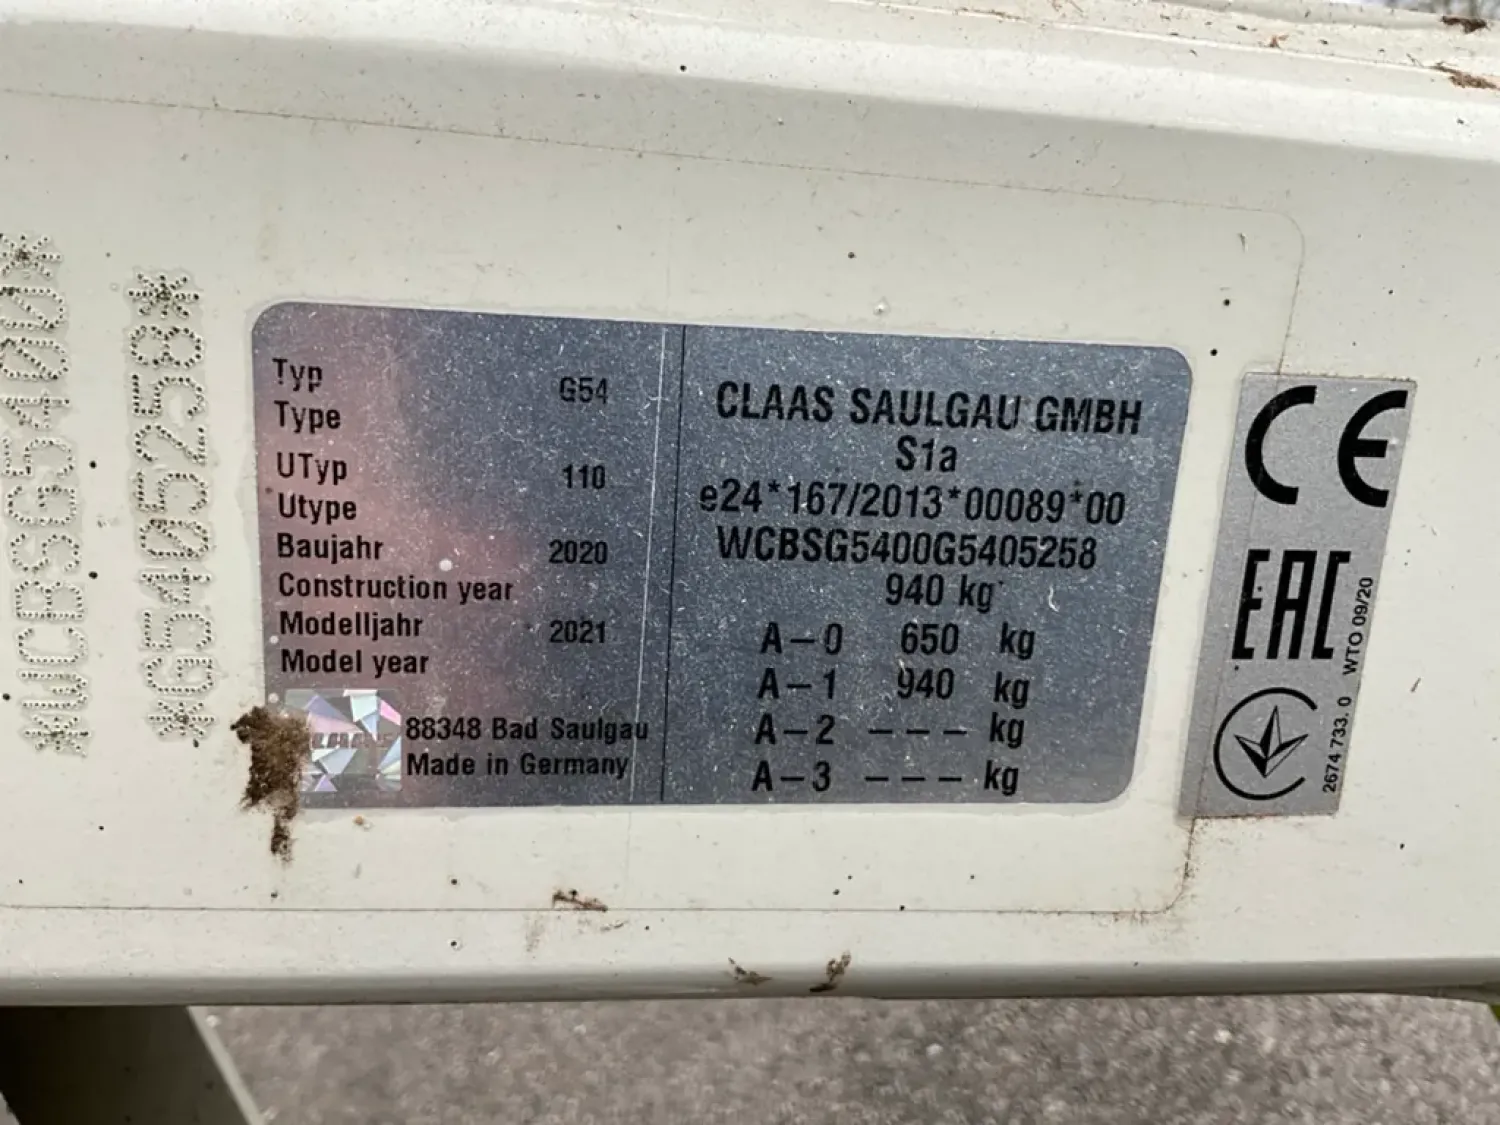 *WCBSG5400*
*G5405258*
Typ
Type
G54
UTyp
Utype
110
Baujahr
Construction year
2020
Modelljahr
Model year
2021
CLAAS
88348 Bad Saulgau
Made in Germany
CLAAS SAULGAU GMBH
S1a
e24*167/2013*00089*00
WCBSG5400G5405258
940 kg
A-0 650 kg
A-1 940 kg
A-2 --- kg
A-3 --- kg
CE
EAC
2674 733. 0 WTO 09/20